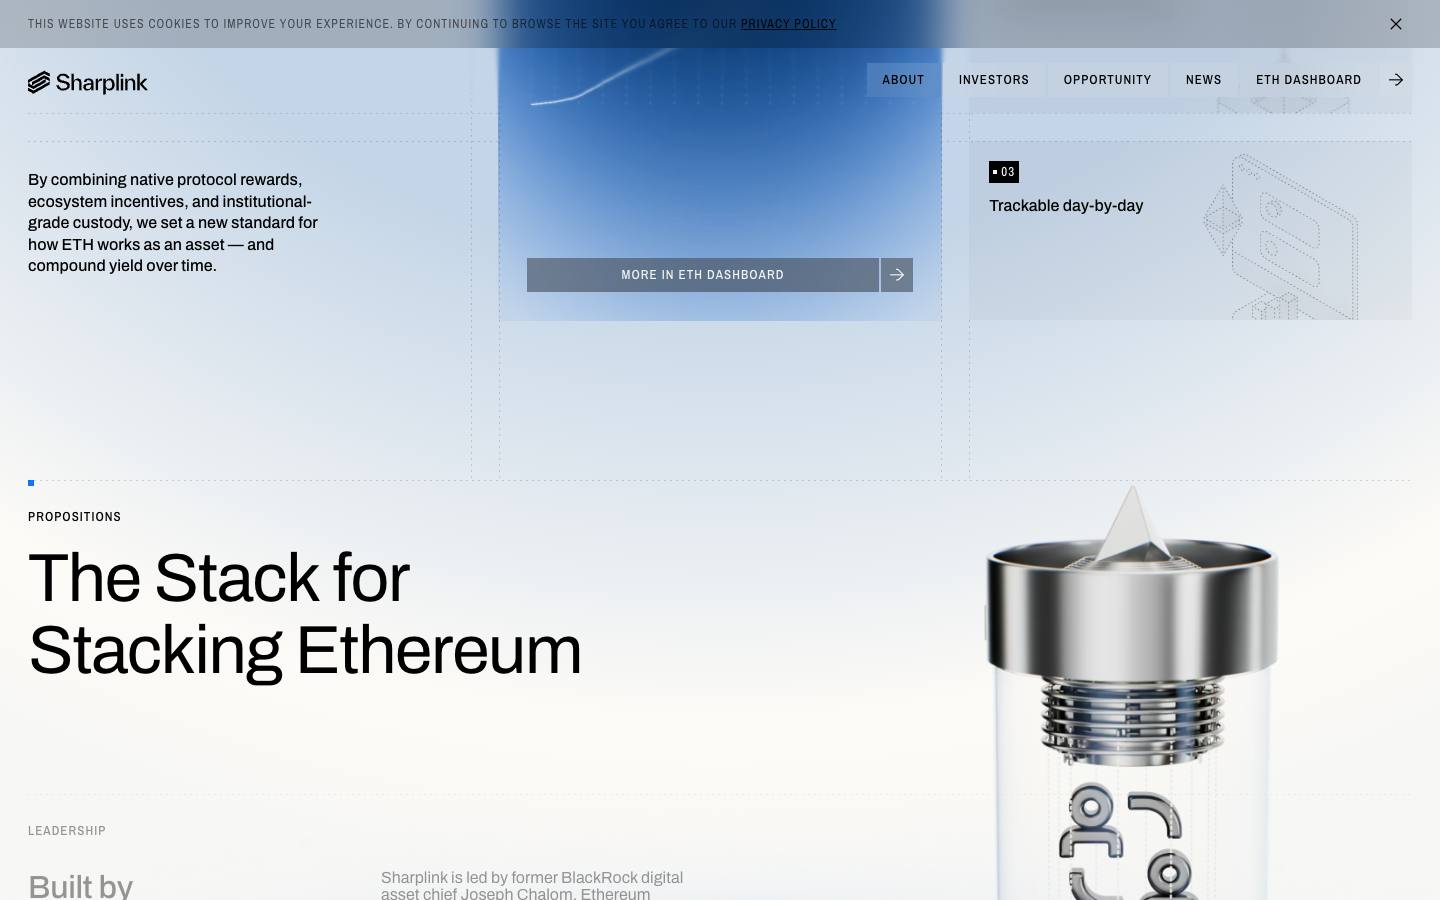 THIS WEBSITE USES COOKIES TO IMPROVE YOUR EXPERIENCE. BY CONTINUING TO BROWSE THE SITE YOU AGREE TO OUR PRIVACY POLICY
Sharplink
ABOUT
INVESTORS
OPPORTUNITY
NEWS
ETH DASHBOARD
By combining native protocol rewards,
ecosystem incentives, and institutional-
grade custody, we set a new standard for
how ETH works as an asset — and
compound yield over time.
MORE IN ETH DASHBOARD
03
Trackable day-by-day
PROPOSITIONS
The Stack for
Stacking Ethereum
LEADERSHIP
Built by
Sharplink is led by former BlackRock digital
asset chief Joseph Chalom, Ethereum